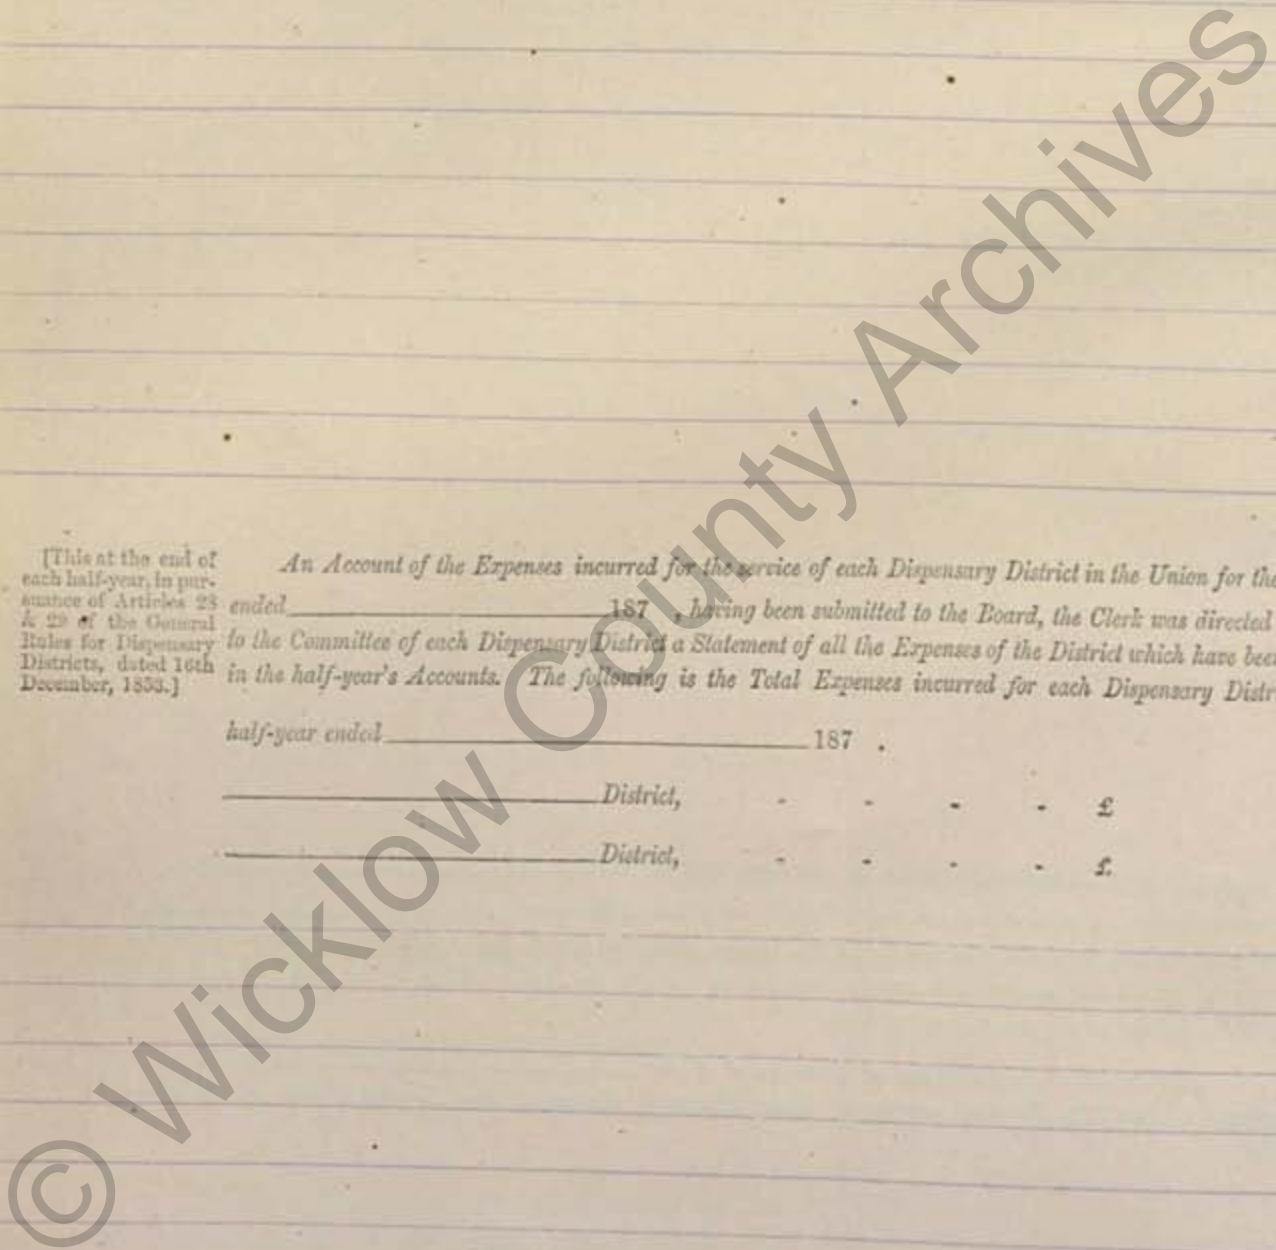 [This at the end of
each half-year, in pur-
suance of Articles 28
& 29 of the General
Rules for Dispensary
Districts, dated 16th
December, 1853.]
An Account of the Expenses incurred for the service of each Dispensary District in the Union for the
ended 187 , having been submitted to the Board, the Clerk was directed
to the Committee of each Dispensary District a Statement of all the Expenses of the District which have been
in the half-year's Accounts. The following is the Total Expenses incurred for each Dispensary Distr
half-year ended 187 .
District, - - - - £
District, - - - - £
© Wicklow County Archives